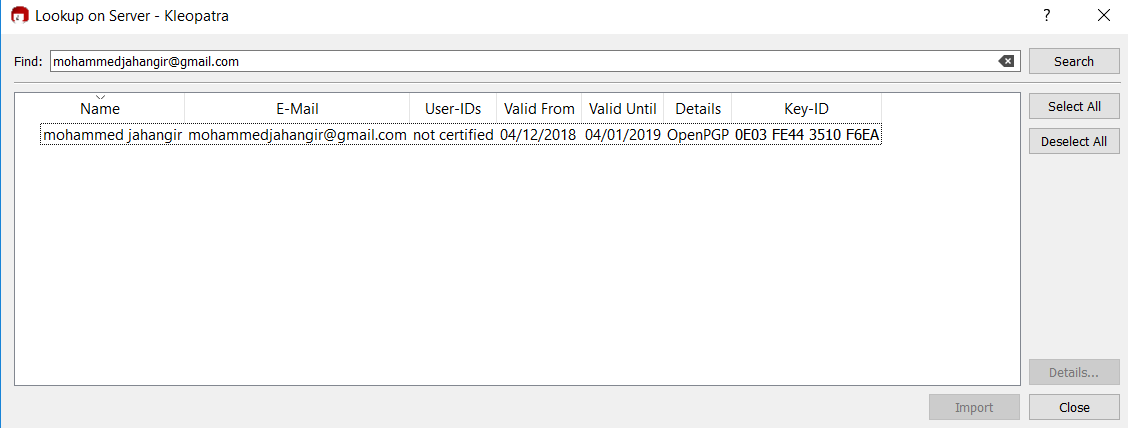 Lookup on Server - Kleopatra ?
Find: mohammedjahangir@gmail.com Search
Name E-Mail User-IDs Valid From Valid Until Details Key-ID Select All
mohammed jahangir mohammedjahangir@gmail.com not certified 04/12/2018 04/01/2019 OpenPGP 0E03 FE44 3510 F6EA
Deselect All
Details...
Import Close